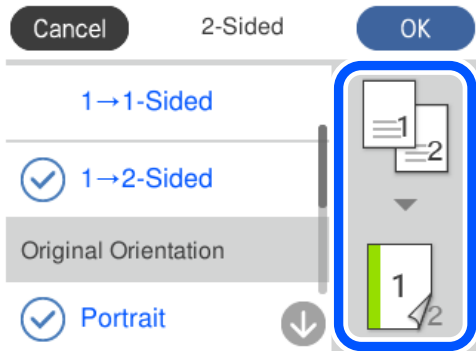 Cancel 2-Sided OK
1→1-Sided
1→2-Sided
Original Orientation
Portrait
1
2
1
2